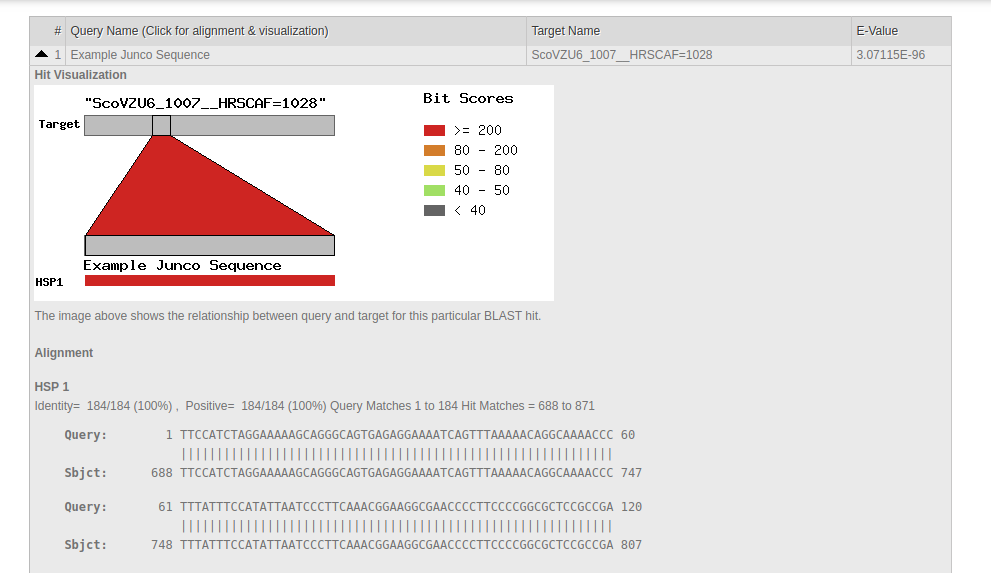 # Query Name (Click for alignment & visualization) Target Name E-Value
1 Example Junco Sequence ScoVZU6_1007__HRSCAF=1028 3.07115E-96
Hit Visualization
"ScoVZU6_1007__HRSCAF=1028"
Target
Bit Scores
>= 200
80 - 200
50 - 80
40 - 50
< 40
Example Junco Sequence
HSP1
The image above shows the relationship between query and target for this particular BLAST hit.
Alignment
HSP 1
Identity= 184/184 (100%) , Positive= 184/184 (100%) Query Matches 1 to 184 Hit Matches = 688 to 871
Query: 1 TTCCATCTAGGAAAAAGCAGGGCAGTGAGAGGAAAATCAGTTTAAAAACAGGCAAAACCC 60
||||||||||||||||||||||||||||||||||||||||||||||||||||||||||||
Sbjct: 688 TTCCATCTAGGAAAAAGCAGGGCAGTGAGAGGAAAATCAGTTTAAAAACAGGCAAAACCC 747
Query: 61 TTTATTTCCATATTAATCCCTTCAAACGGAAGGCGAACCCCTTCCCCGGCGCTCCGCCGA 120
||||||||||||||||||||||||||||||||||||||||||||||||||||||||||||
Sbjct: 748 TTTATTTCCATATTAATCCCTTCAAACGGAAGGCGAACCCCTTCCCCGGCGCTCCGCCGA 807